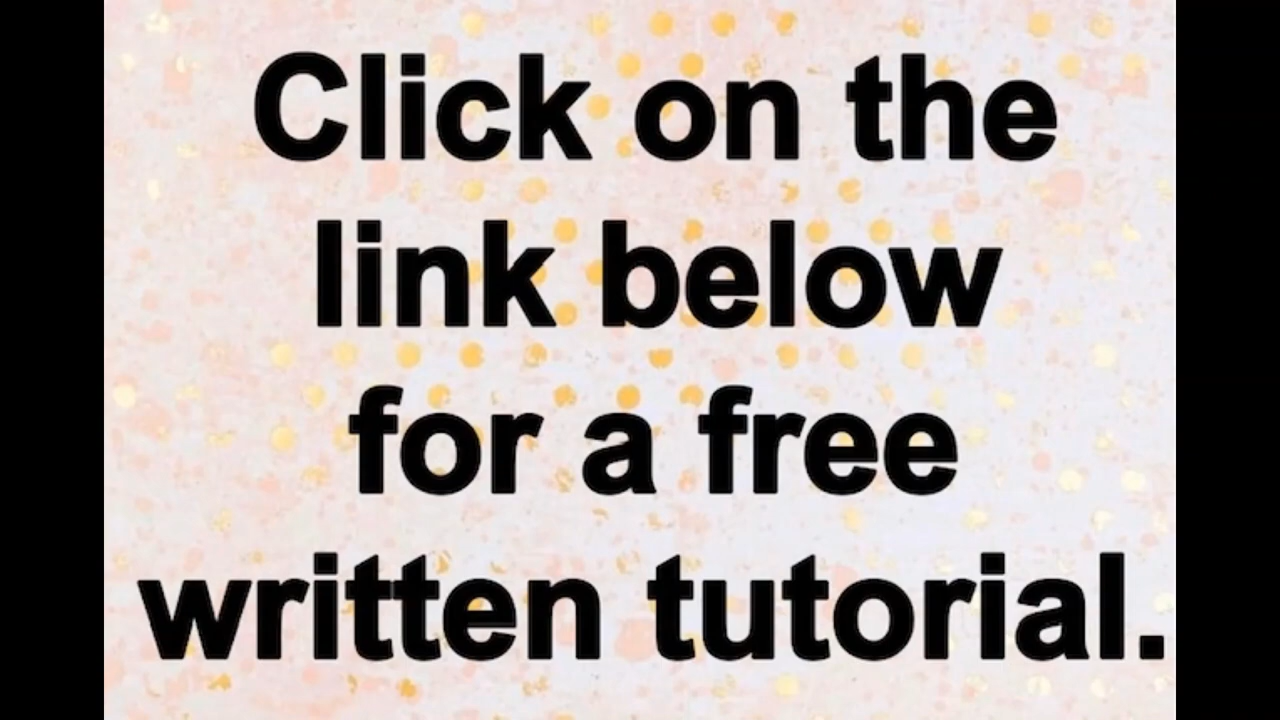 Click on the
link below
for a free
written tutorial.